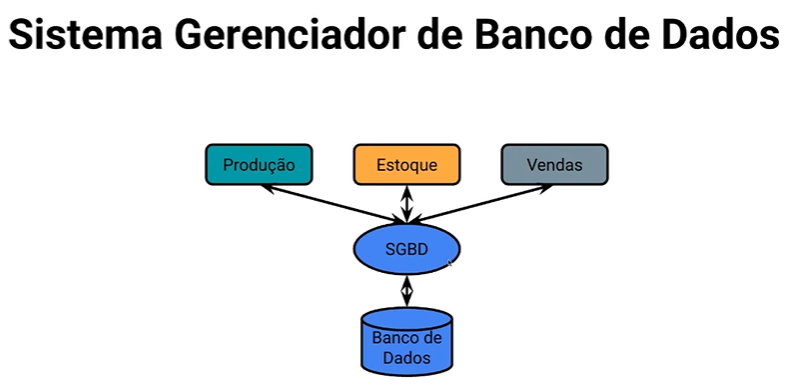 Sistema Gerenciador de Banco de Dados
Produção
Estoque
Vendas
SGBD
Banco de
Dados